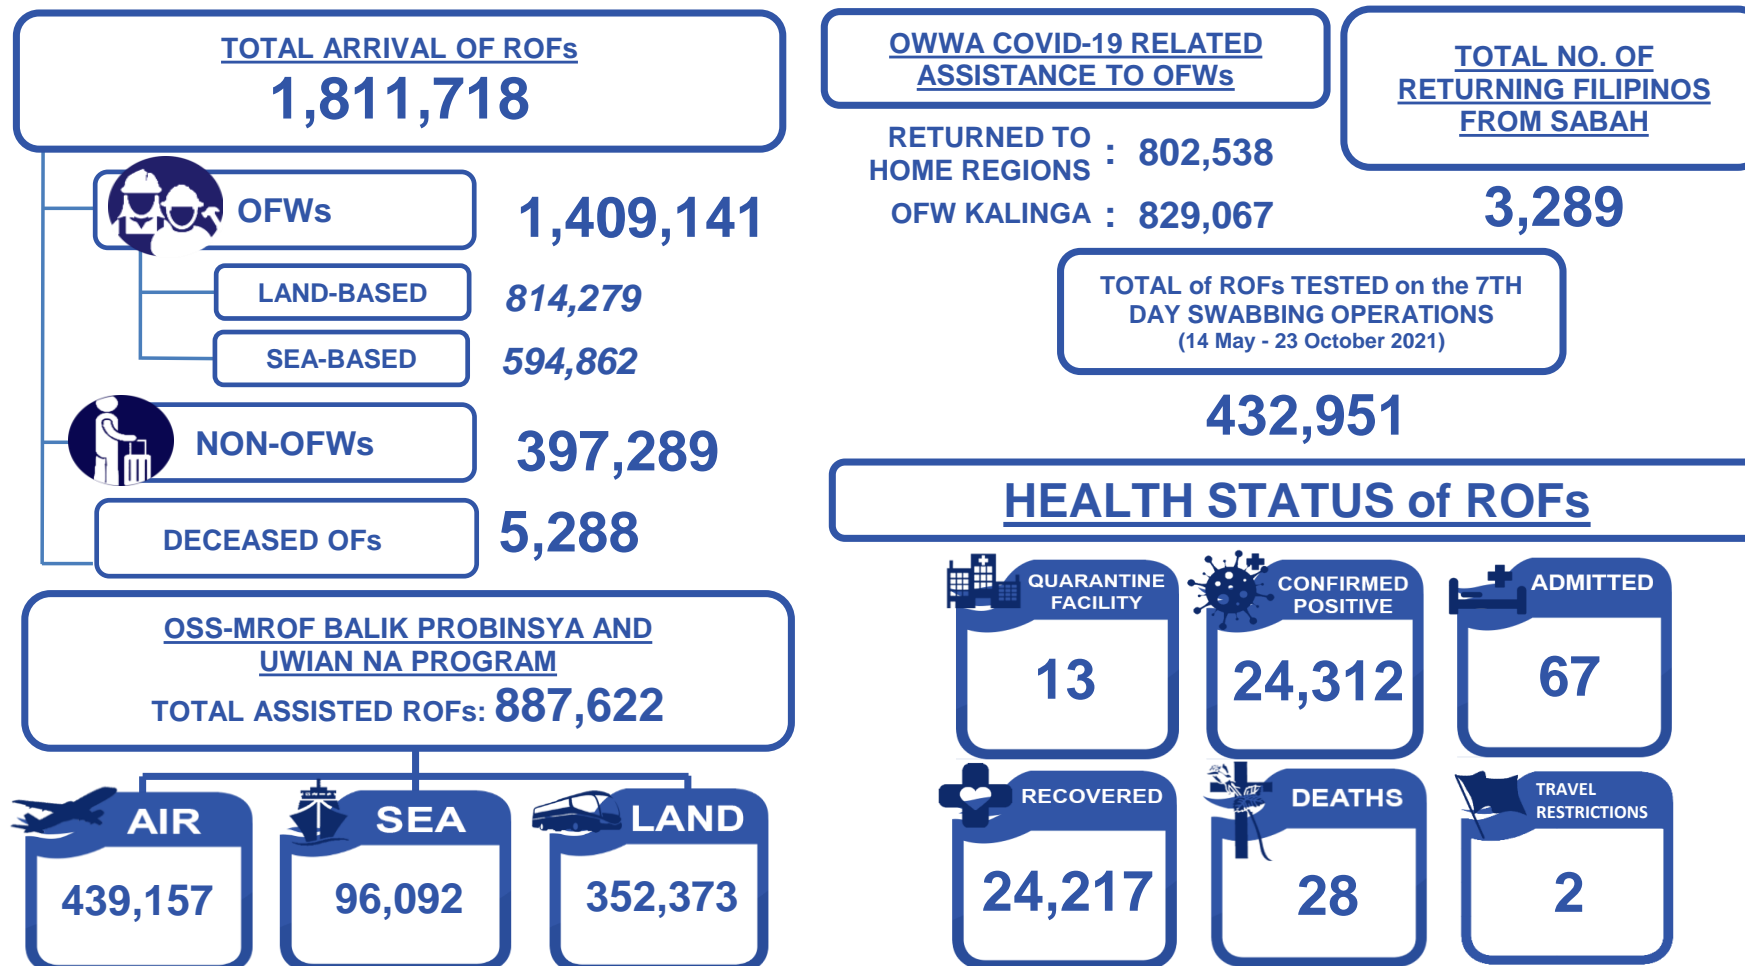 TOTAL ARRIVAL OF ROFs
1,811,718
OFWs
1,409,141
LAND-BASED
814,279
SEA-BASED
594,862
NON-OFWs
397,289
DECEASED OFs
5,288
OSS-MROF BALIK PROBINSYA AND
UWIAN NA PROGRAM
TOTAL ASSISTED ROFs: 887,622
AIR
439,157
SEA
96,092
LAND
352,373
OWWA COVID-19 RELATED
ASSISTANCE TO OFWs
RETURNED TO
HOME REGIONS : 802,538
OFW KALINGA : 829,067
TOTAL NO. OF
RETURNING FILIPINOS
FROM SABAH
3,289
TOTAL of ROFs TESTED on the 7TH
DAY SWABBING OPERATIONS
(14 May - 23 October 2021)
432,951
HEALTH STATUS of ROFs
QUARANTINE
FACILITY
13
CONFIRMED
POSITIVE
24,312
ADMITTED
67
RECOVERED
24,217
DEATHS
28
TRAVEL
RESTRICTIONS
2